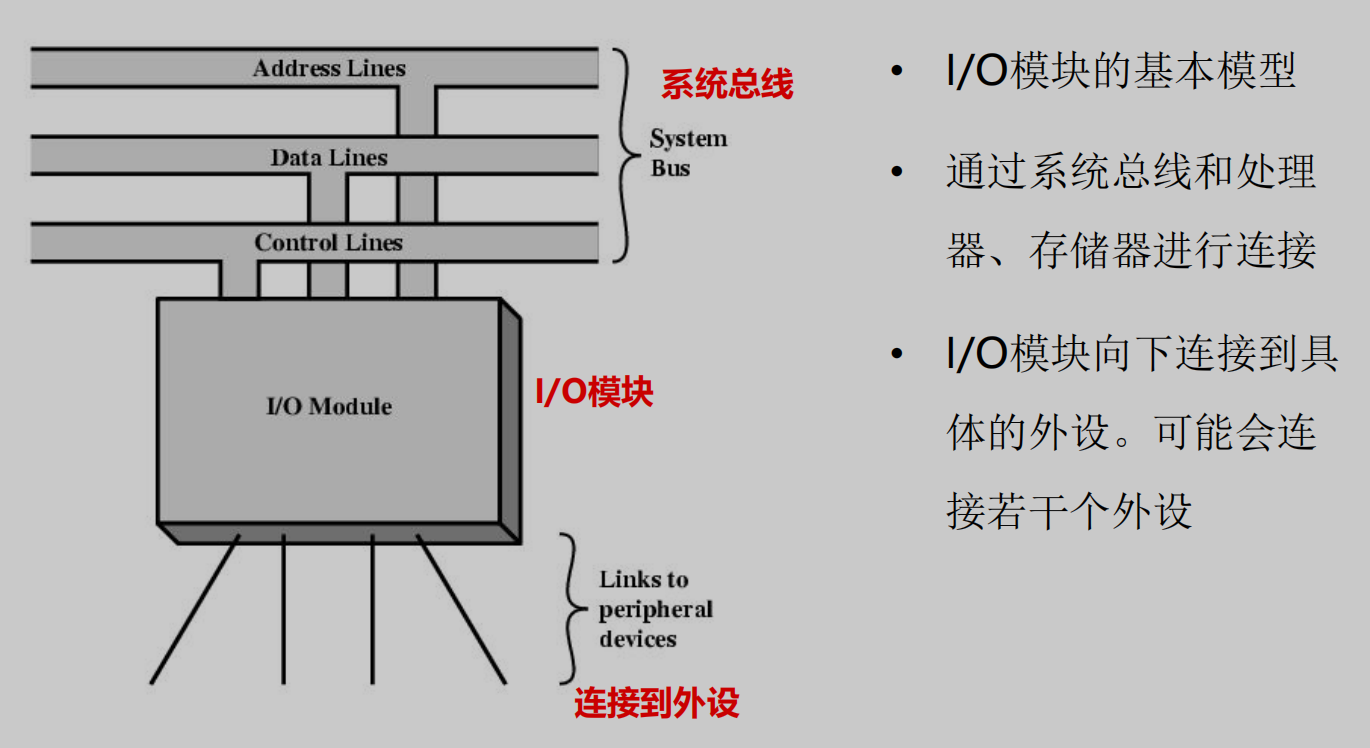 Address Lines
系统总线
Data Lines
System
Bus
Control Lines
I/O Module
I/O模块
Links to
peripheral
devices
连接到外设
• I/O模块的基本模型
• 通过系统总线和处理
器、存储器进行连接
• I/O模块向下连接到具
体的外设。可能会连
接若干个外设